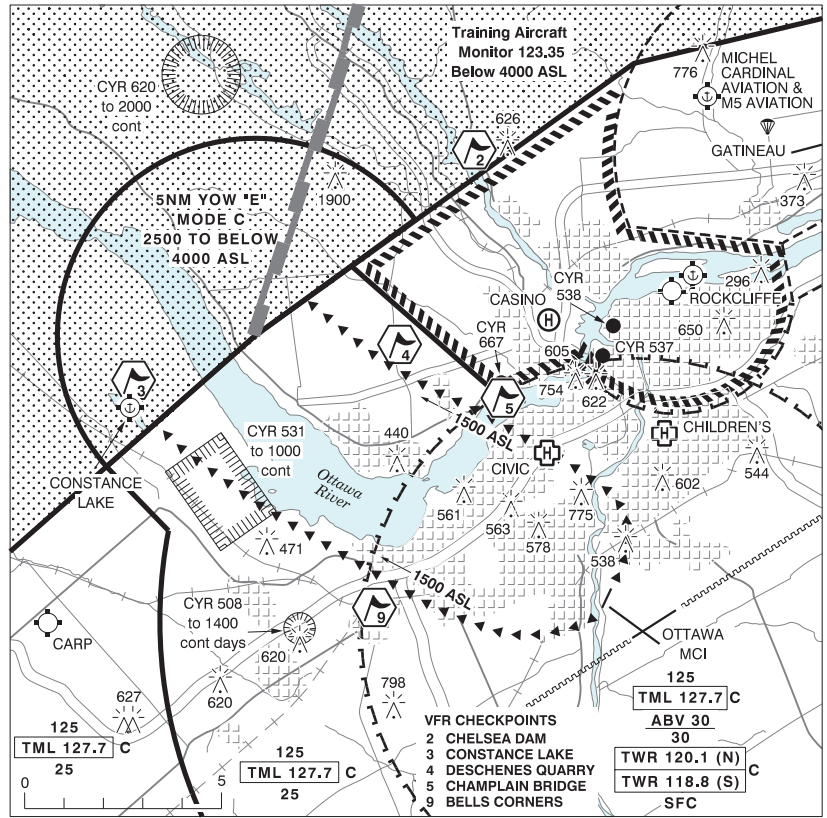 Training Aircraft
Monitor 123.35
Below 4000 ASL
776
MICHEL
CARDINAL
AVIATION &
M5 AVIATION
CYR 620
to 2000
cont
626
2
GATINEAU
1900
373
5NM YOW "E"
MODE C
2500 TO BELOW
4000 ASL
CYR
538
296
CASINO
H
ROCKCLIFFE
CYR
667
650
4
605
CYR 537
3
754
622
5
1500 ASL
CYR 531
to 1000
cont
440
H
CHILDREN'S
CIVIC
H
544
CONSTANCE
LAKE
Ottawa
River
602
561
563
775
578
471
538
1500 ASL
CYR 508
to 1400
cont days
9
620
CARP
OTTAWA
MCI
620
798
627
125
TML 127.7 C
25
0
5
125
TML 127.7 C
25
VFR CHECKPOINTS
2 CHELSEA DAM
3 CONSTANCE LAKE
4 DESCHENES QUARRY
5 CHAMPLAIN BRIDGE
9 BELLS CORNERS
125
TML 127.7 C
ABV 30
30
TWR 120.1 (N)
C
TWR 118.8 (S)
SFC